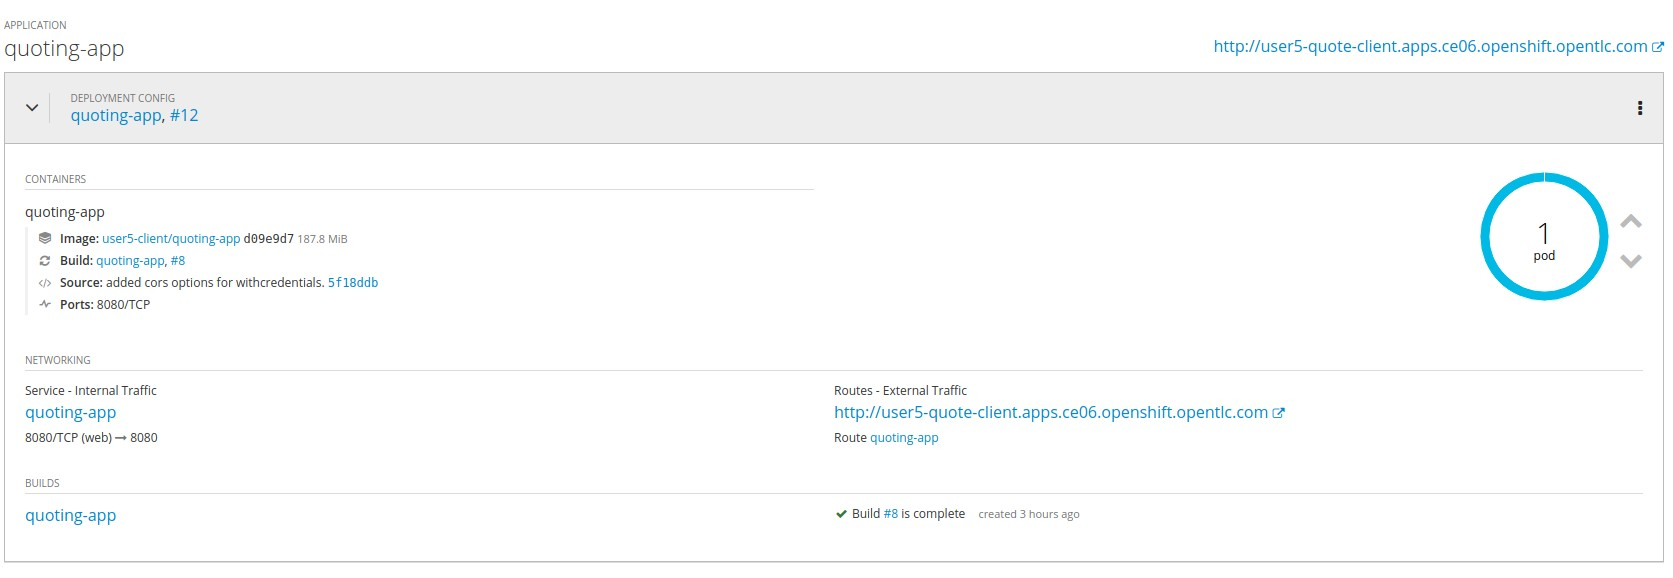 APPLICATION
quoting-app
http://user5-quote-client.apps.ce06.openshift.opentlc.com
DEPLOYMENT CONFIG
quoting-app, #12
CONTAINERS
quoting-app
Image: user5-client/quoting-app d09e9d7 187.8 MiB
Build: quoting-app, #8
Source: added cors options for withcredentials. 5f18ddb
Ports: 8080/TCP
1
pod
NETWORKING
Service - Internal Traffic
quoting-app
8080/TCP (web) → 8080
Routes - External Traffic
http://user5-quote-client.apps.ce06.openshift.opentlc.com
Route quoting-app
BUILDS
quoting-app
Build #8 is complete created 3 hours ago